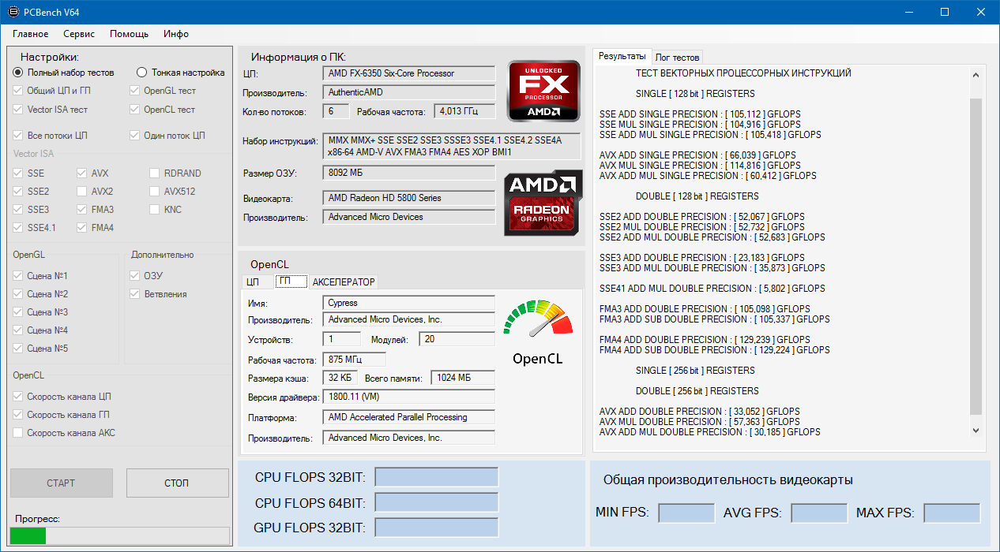 PCBench V64
Главное Сервис Помощь Инфо
Настройки:
Полный набор тестов Тонкая настройка
Общий ЦП и ГП OpenGL тест
Vector ISA тест OpenCL тест
Все потоки ЦП Один поток ЦП
Vector ISA
SSE AVX RDRAND
SSE2 AVX2 AVX512
SSE3 FMA3 KNC
SSE4.1 FMA4
OpenGL Дополнительно
Сцена №1 ОЗУ
Сцена №2 Ветвления
Сцена №3
Сцена №4
Сцена №5
OpenCL
Скорость канала ЦП
Скорость канала ГП
Скорость канала АКС
СТАРТ СТОП
Прогресс:
Информация о ПК:
ЦП: AMD FX-6350 Six-Core Processor
Производитель: AuthenticAMD
Кол-во потоков: 6 Рабочая частота: 4,013 ГГц
Набор инструкций: MMX MMX+ SSE SSE2 SSE3 SSSE3 SSE4.1 SSE4.2 SSE4A
x86-64 AMD-V AVX FMA3 FMA4 AES XOP BMI1
Размер ОЗУ: 8092 МБ
Видеокарта: AMD Radeon HD 5800 Series
Производитель: Advanced Micro Devices
UNLOCKED
FX
PROCESSOR
AMD
AMD
RADEON
GRAPHICS
OpenCL
ЦП ГП АКСЕПЕРАТОР
Имя: Cypress
Производитель: Advanced Micro Devices, Inc.
Устройств: 1 Модулей: 20
Рабочая частота: 875 МГц
Размера кэша: 32 КБ Всего памяти: 1024 МБ
Версия драйвера: 1800.11 (VM)
Платформа: AMD Accelerated Parallel Processing
Производитель: Advanced Micro Devices, Inc.
OpenCL
CPU FLOPS 32BIT:
CPU FLOPS 64BIT:
GPU FLOPS 32BIT:
Результаты Лог тестов
ТЕСТ ВЕКТОРНЫХ ПРОЦЕССОРНЫХ ИНСТРУКЦИЙ
SINGLE [ 128 bit ] REGISTERS
SSE ADD SINGLE PRECISION : [ 105,112 ] GFLOPS
SSE MUL SINGLE PRECISION : [ 104,916 ] GFLOPS
SSE ADD MUL SINGLE PRECISION : [ 105,418 ] GFLOPS
AVX ADD SINGLE PRECISION : [ 66,039 ] GFLOPS
AVX MUL SINGLE PRECISION : [ 114,816 ] GFLOPS
AVX ADD MUL SINGLE PRECISION : [ 60,412 ] GFLOPS
DOUBLE [ 128 bit ] REGISTERS
SSE2 ADD DOUBLE PRECISION : [ 52,067 ] GFLOPS
SSE2 MUL DOUBLE PRECISION : [ 52,732 ] GFLOPS
SSE2 ADD MUL DOUBLE PRECISION : [ 52,683 ] GFLOPS
SSE3 ADD DOUBLE PRECISION : [ 23,183 ] GFLOPS
SSE3 ADD MUL DOUBLE PRECISION : [ 35,873 ] GFLOPS
SSE41 ADD MUL DOUBLE PRECISION : [ 5,802 ] GFLOPS
FMA3 ADD DOUBLE PRECISION : [ 105,098 ] GFLOPS
FMA3 ADD SUB DOUBLE PRECISION : [ 105,337 ] GFLOPS
FMA4 ADD DOUBLE PRECISION : [ 129,239 ] GFLOPS
FMA4 ADD SUB DOUBLE PRECISION : [ 129,224 ] GFLOPS
SINGLE [ 256 bit ] REGISTERS
DOUBLE [ 256 bit ] REGISTERS
AVX ADD DOUBLE PRECISION : [ 33,052 ] GFLOPS
AVX MUL DOUBLE PRECISION : [ 57,363 ] GFLOPS
AVX ADD MUL DOUBLE PRECISION : [ 30,185 ] GFLOPS
Общая производительность видеокарты
MIN FPS: AVG FPS: MAX FPS: